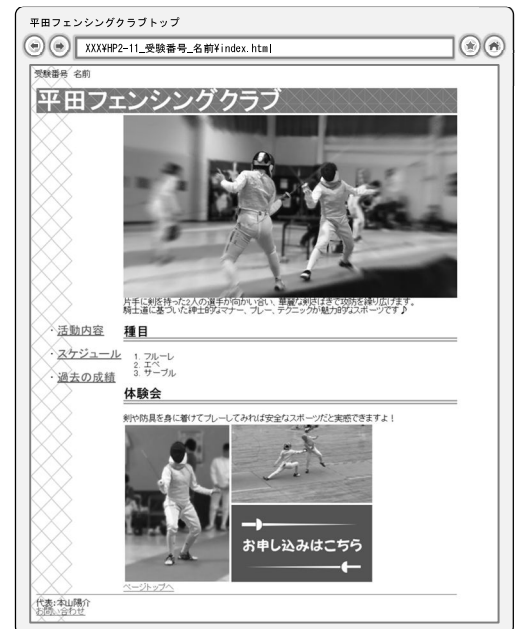 平田フェンシングクラブトップ
XXX¥HP2-11_受験番号_名前¥index.html
受験番号 名前
平田フェンシングクラブ
片手に剣を持った2人の選手が向かい合い、華麗な剣さばきで攻防を繰り広げます。
騎士道に基づいた紳士的なマナー、プレー、テクニックが魅力的なスポーツです♪
・活動内容
・スケジュール
・過去の成績
種目
1. フルーレ
2. エペ
3. サーブル
体験会
剣や防具を身に着けてプレーしてみれば安全なスポーツだと実感できますよ！
お申し込みはこちら
ページトップへ
代表:本山陽介
お問い合わせ